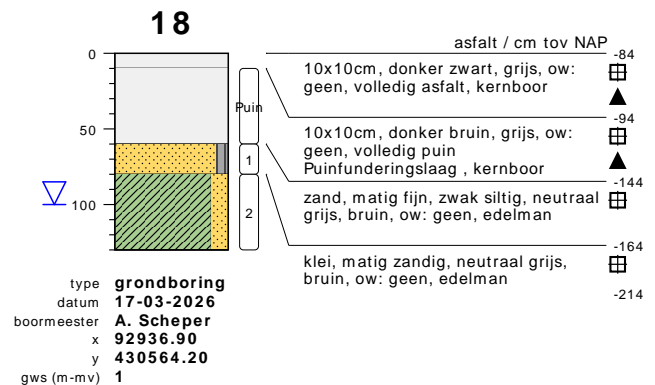 18
asfalt / cm tov NAP
0
-84
10x10cm, donker zwart, grijs, ow:
geen, volledig asfalt, kernboor
Puin
-94
10x10cm, donker bruin, grijs, ow:
geen, volledig puin
Puinfunderingslaag , kernboor
50
1
-144
zand, matig fijn, zwak siltig, neutraal
grijs, bruin, ow: geen, edelman
100
2
-164
klei, matig zandig, neutraal grijs,
bruin, ow: geen, edelman
-214
type grondboring
datum 17-03-2026
boormeester A. Scheper
x 92936.90
y 430564.20
gws (m-mv) 1